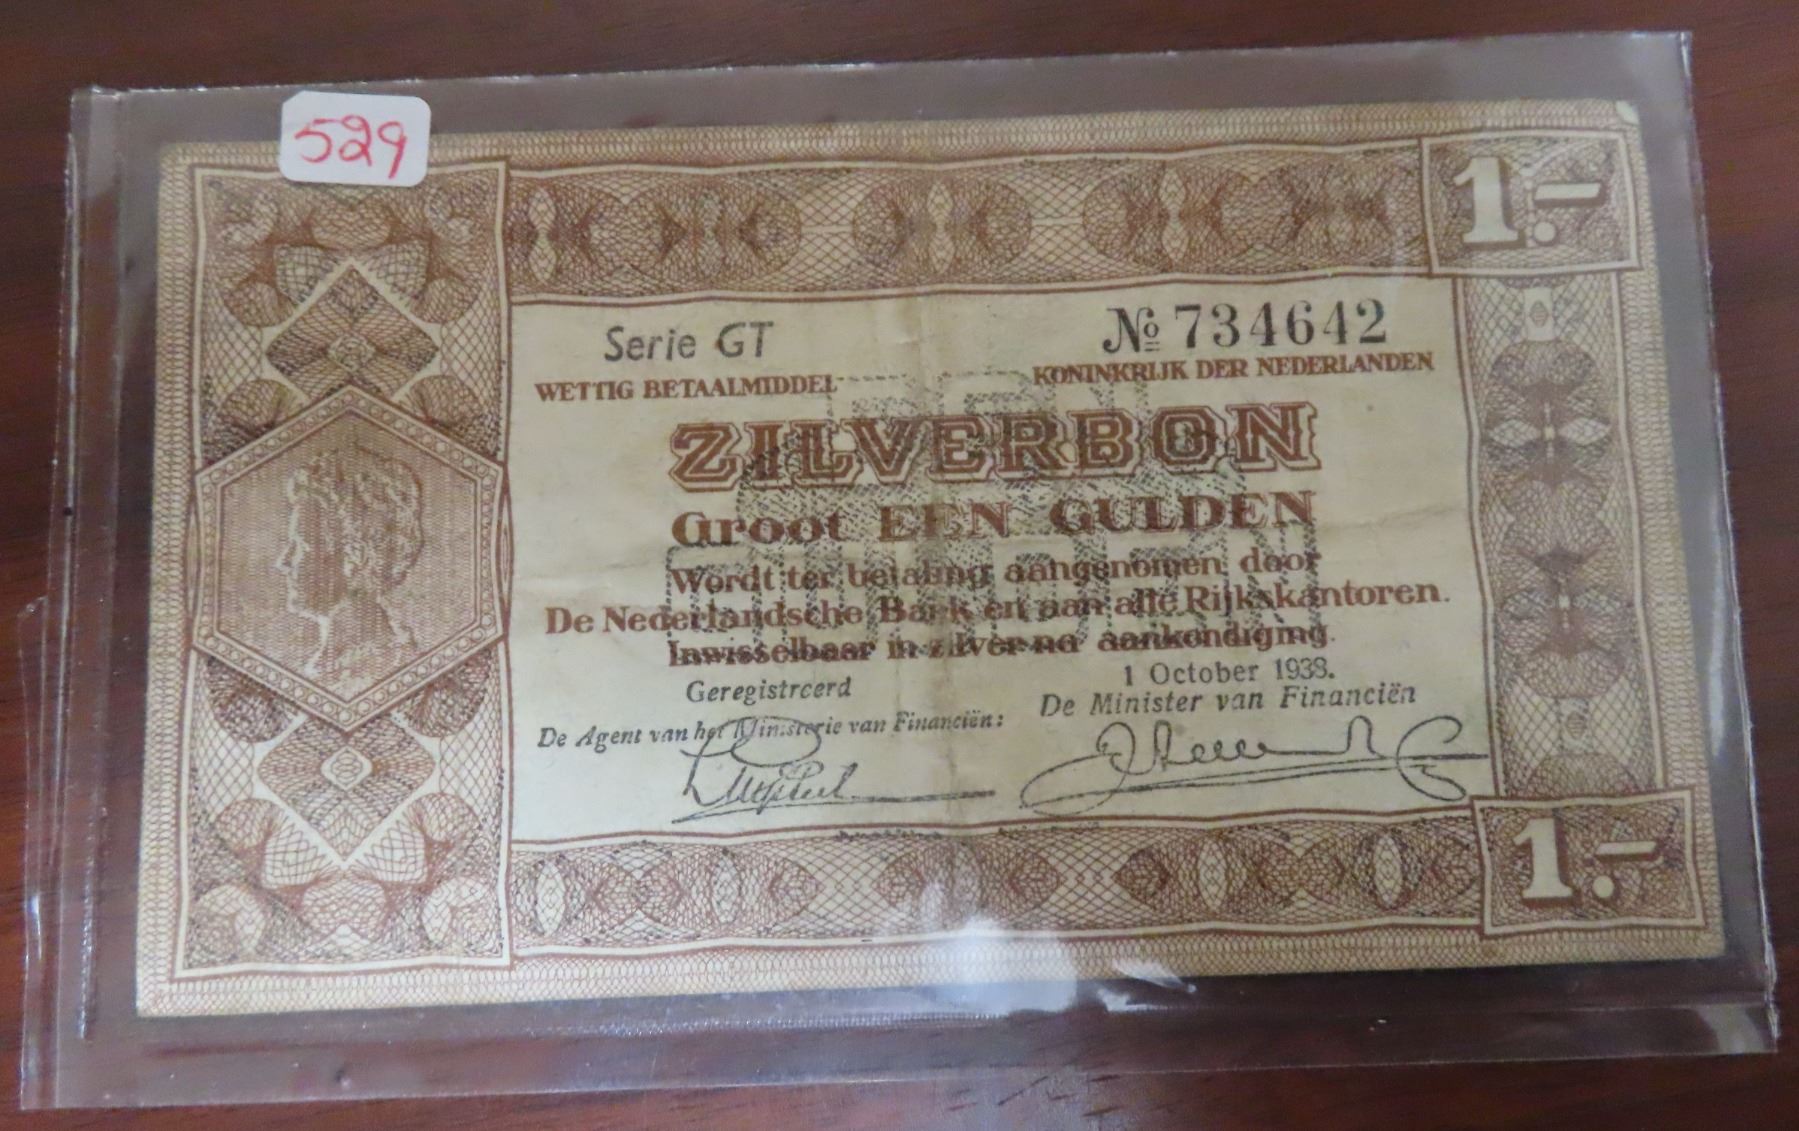 529
1.-
Serie GT
№ 734642
WETTIG BETAALMIDDEL
KONINKRIJK DER NEDERLANDEN
ZILVERBON
Groot EEN GULDEN
Wordt ter betaling aangenomen door
De Nederlandsche Bank en aan alle Rijkskantoren.
Inwisselbaar in zilver na aankondiging.
1 October 1938.
Geregistreerd
De Minister van Financiën
De Agent van het Ministerie van Financiën:
1.-